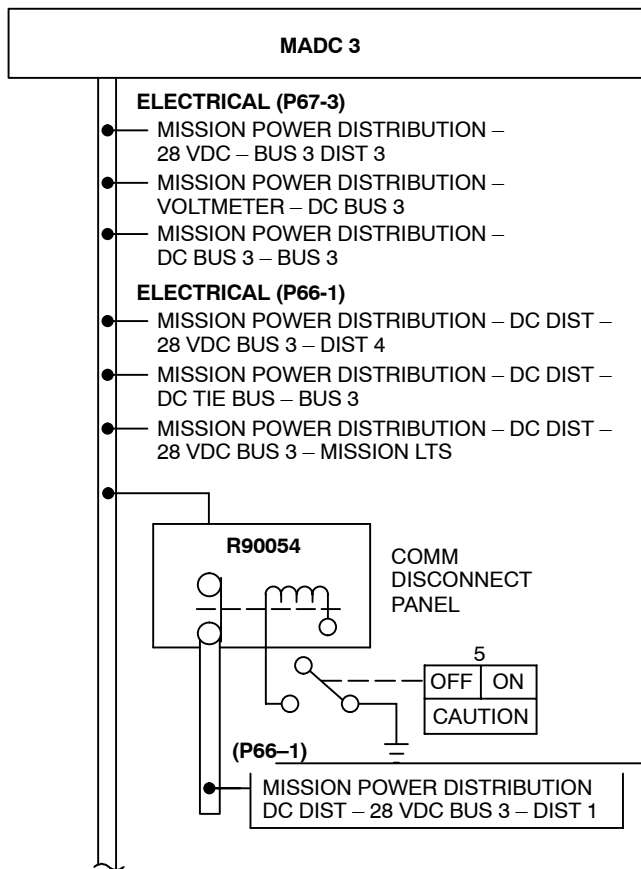 MADC 3
ELECTRICAL (P67-3)
MISSION POWER DISTRIBUTION –
28 VDC – BUS 3 DIST 3
MISSION POWER DISTRIBUTION –
VOLTMETER – DC BUS 3
MISSION POWER DISTRIBUTION –
DC BUS 3 – BUS 3
ELECTRICAL (P66-1)
MISSION POWER DISTRIBUTION – DC DIST –
28 VDC BUS 3 – DIST 4
MISSION POWER DISTRIBUTION – DC DIST –
DC TIE BUS – BUS 3
MISSION POWER DISTRIBUTION – DC DIST –
28 VDC BUS 3 – MISSION LTS
R90054
COMM
DISCONNECT
PANEL
5
OFF ON
CAUTION
(P66–1)
MISSION POWER DISTRIBUTION
DC DIST – 28 VDC BUS 3 – DIST 1